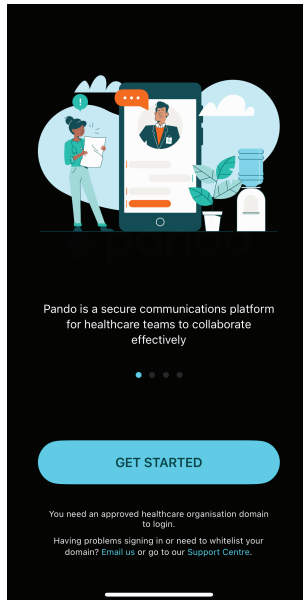 pando
Pando is a secure communications platform
for healthcare teams to collaborate
effectively
GET STARTED
You need an approved healthcare organisation domain
to login.
Having problems signing in or need to whitelist your
domain? Email us or go to our Support Centre.